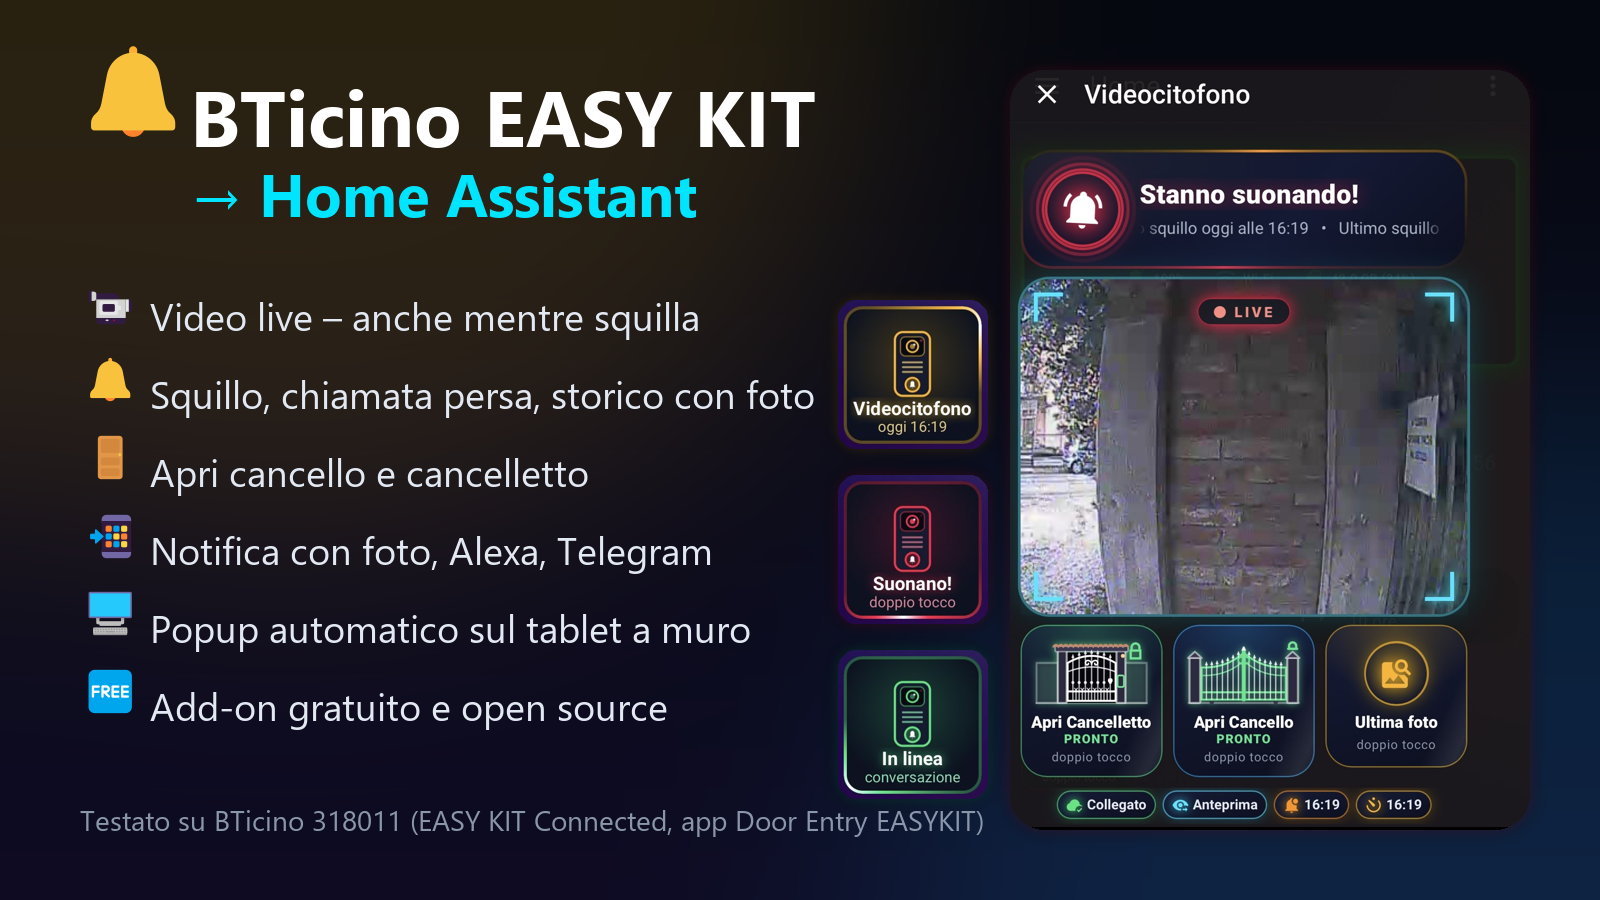 BTicino EASY KIT
→ Home Assistant
Video live – anche mentre squilla
Squillo, chiamata persa, storico con foto
Apri cancello e cancelletto
Notifica con foto, Alexa, Telegram
Popup automatico sul tablet a muro
FREE
Add-on gratuito e open source
Testato su BTicino 318011 (EASY KIT Connected, app Door Entry EASYKIT)
Videocitofono
oggi 16:19
Suonano!
doppio tocco
In linea
conversazione
Videocitofono
Stanno suonando!
squillo oggi alle 16:19 • Ultimo squillo
LIVE
Apri Cancelletto
PRONTO
doppio tocco
Apri Cancello
PRONTO
doppio tocco
Ultima foto
doppio tocco
Collegato
Anteprima
16:19
16:19